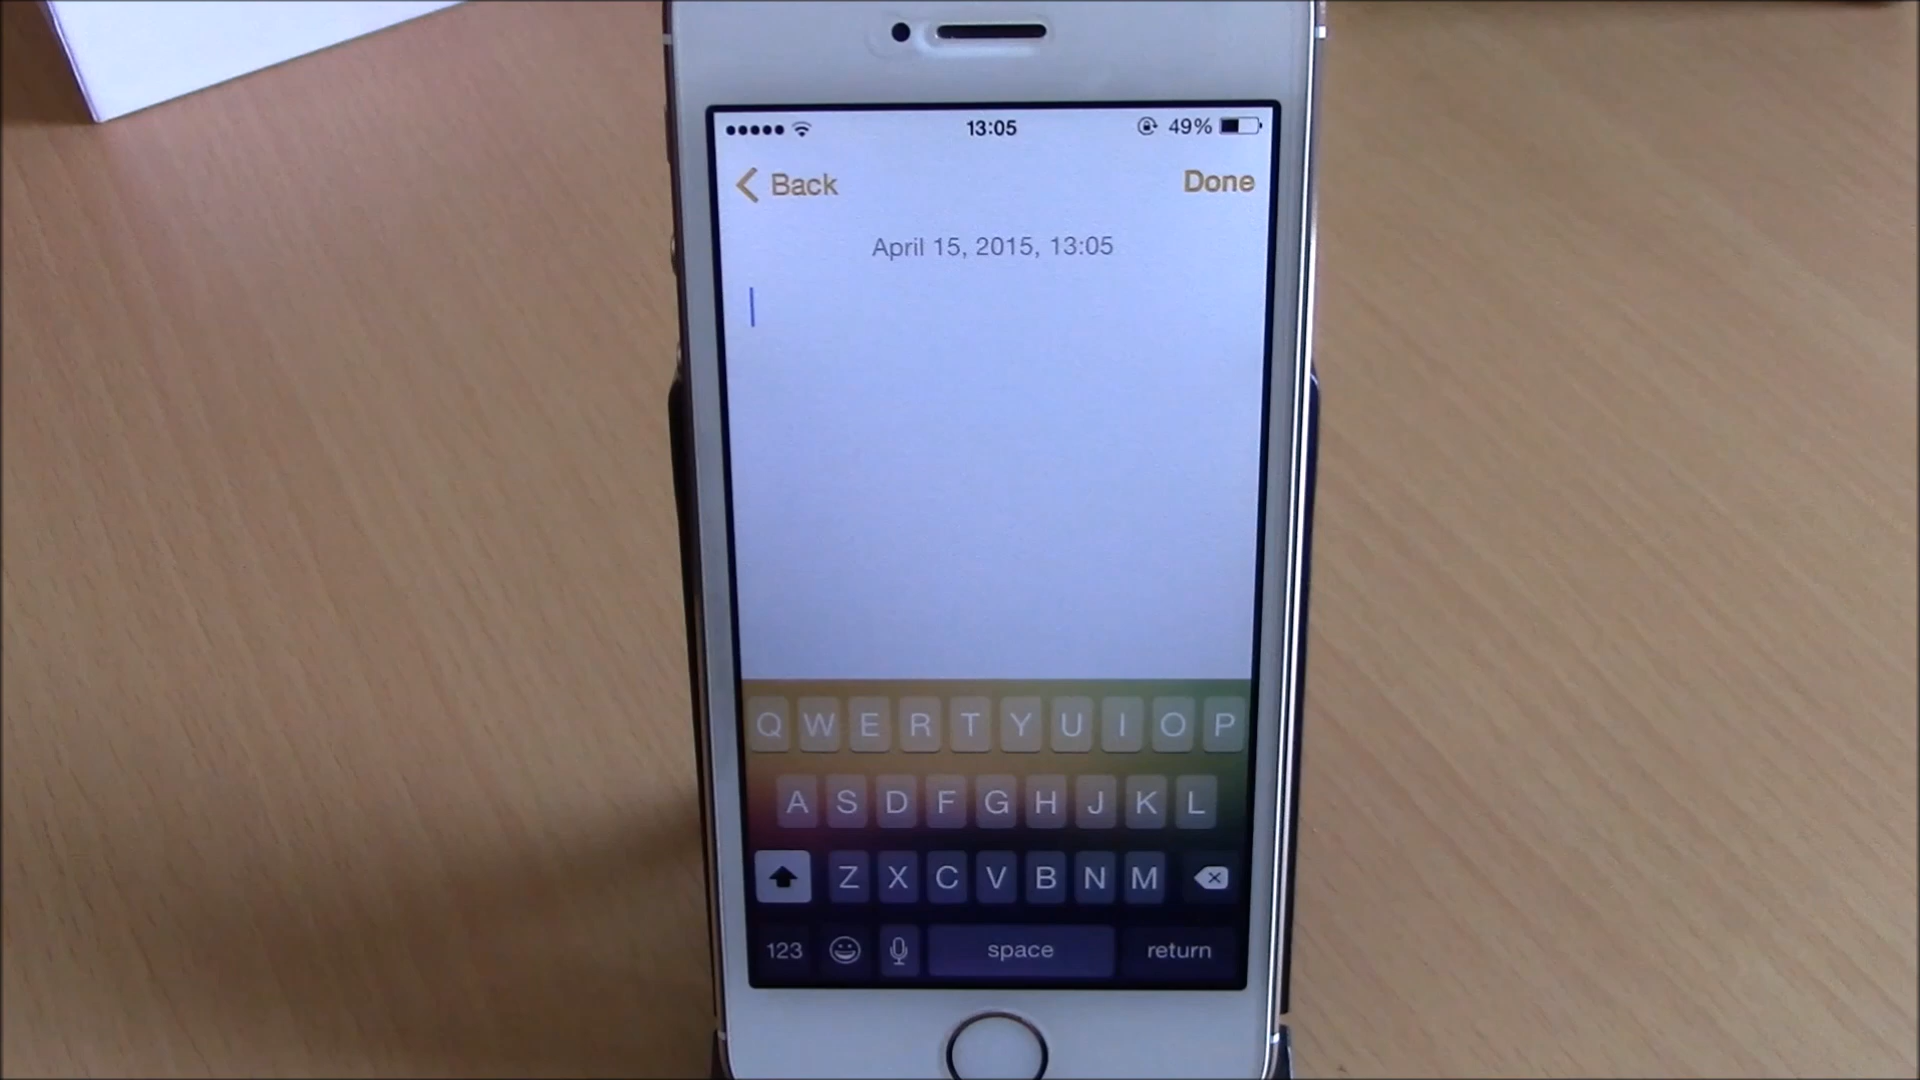 13:05 49%
Back Done
April 15, 2015, 13:05
Q W E R T Y U I O P
A S D F G H J K L
Z X C V B N M
123 space return